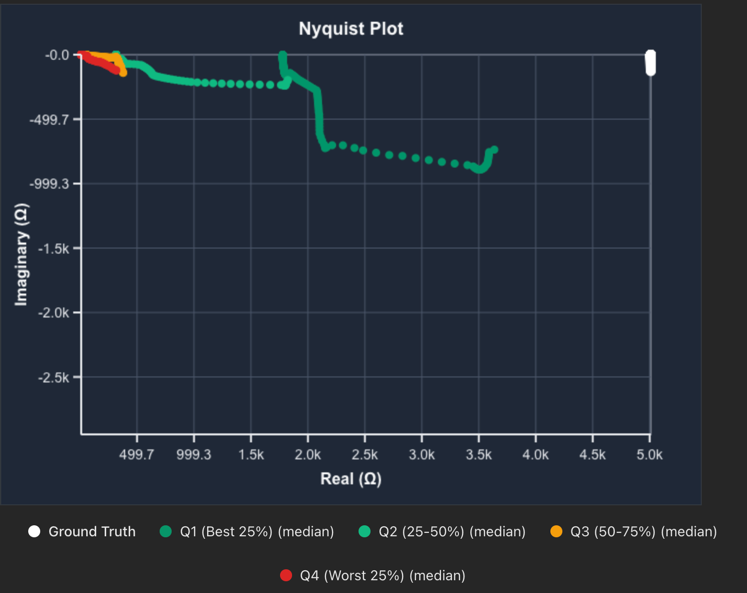 Nyquist Plot
-0.0
-499.7
-999.3
-1.5k
-2.0k
-2.5k
Imaginary (Ω)
499.7 999.3 1.5k 2.0k 2.5k 3.0k 3.5k 4.0k 4.5k 5.0k
Real (Ω)
Ground Truth Q1 (Best 25%) (median) Q2 (25-50%) (median) Q3 (50-75%) (median)
Q4 (Worst 25%) (median)